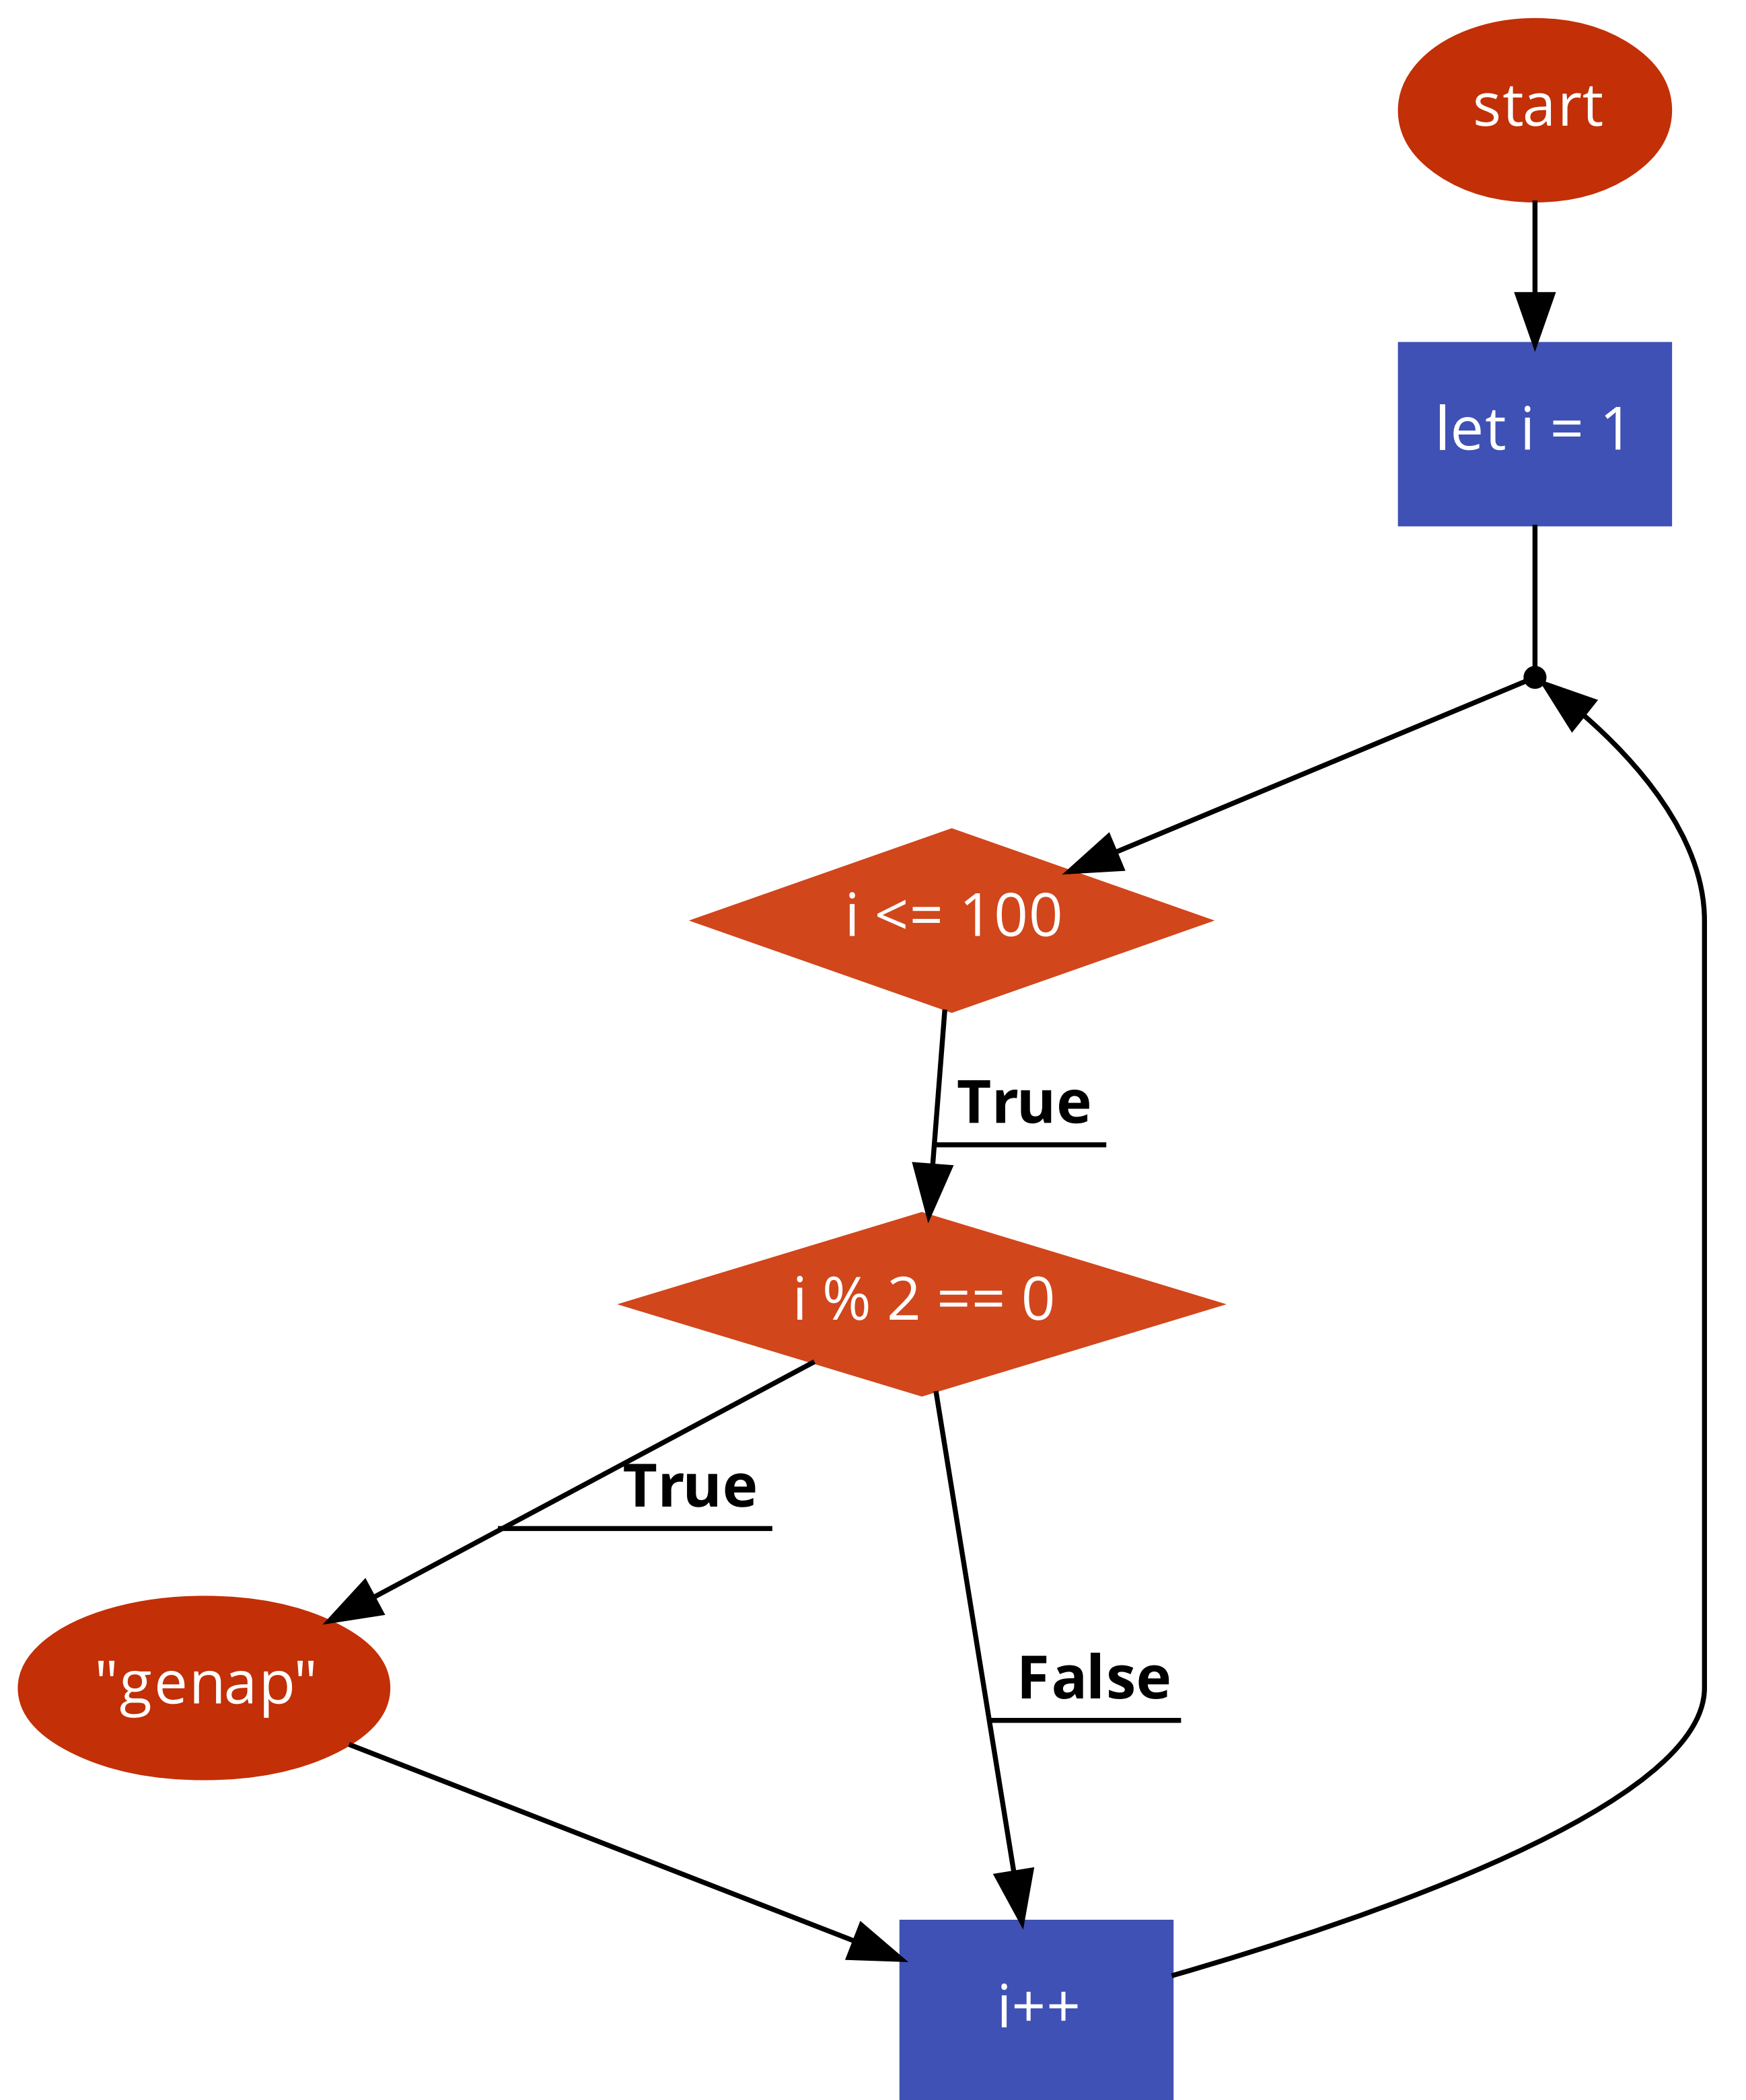 start
let i = 1
i <= 100
True
i % 2 == 0
True
"genap"
False
i++